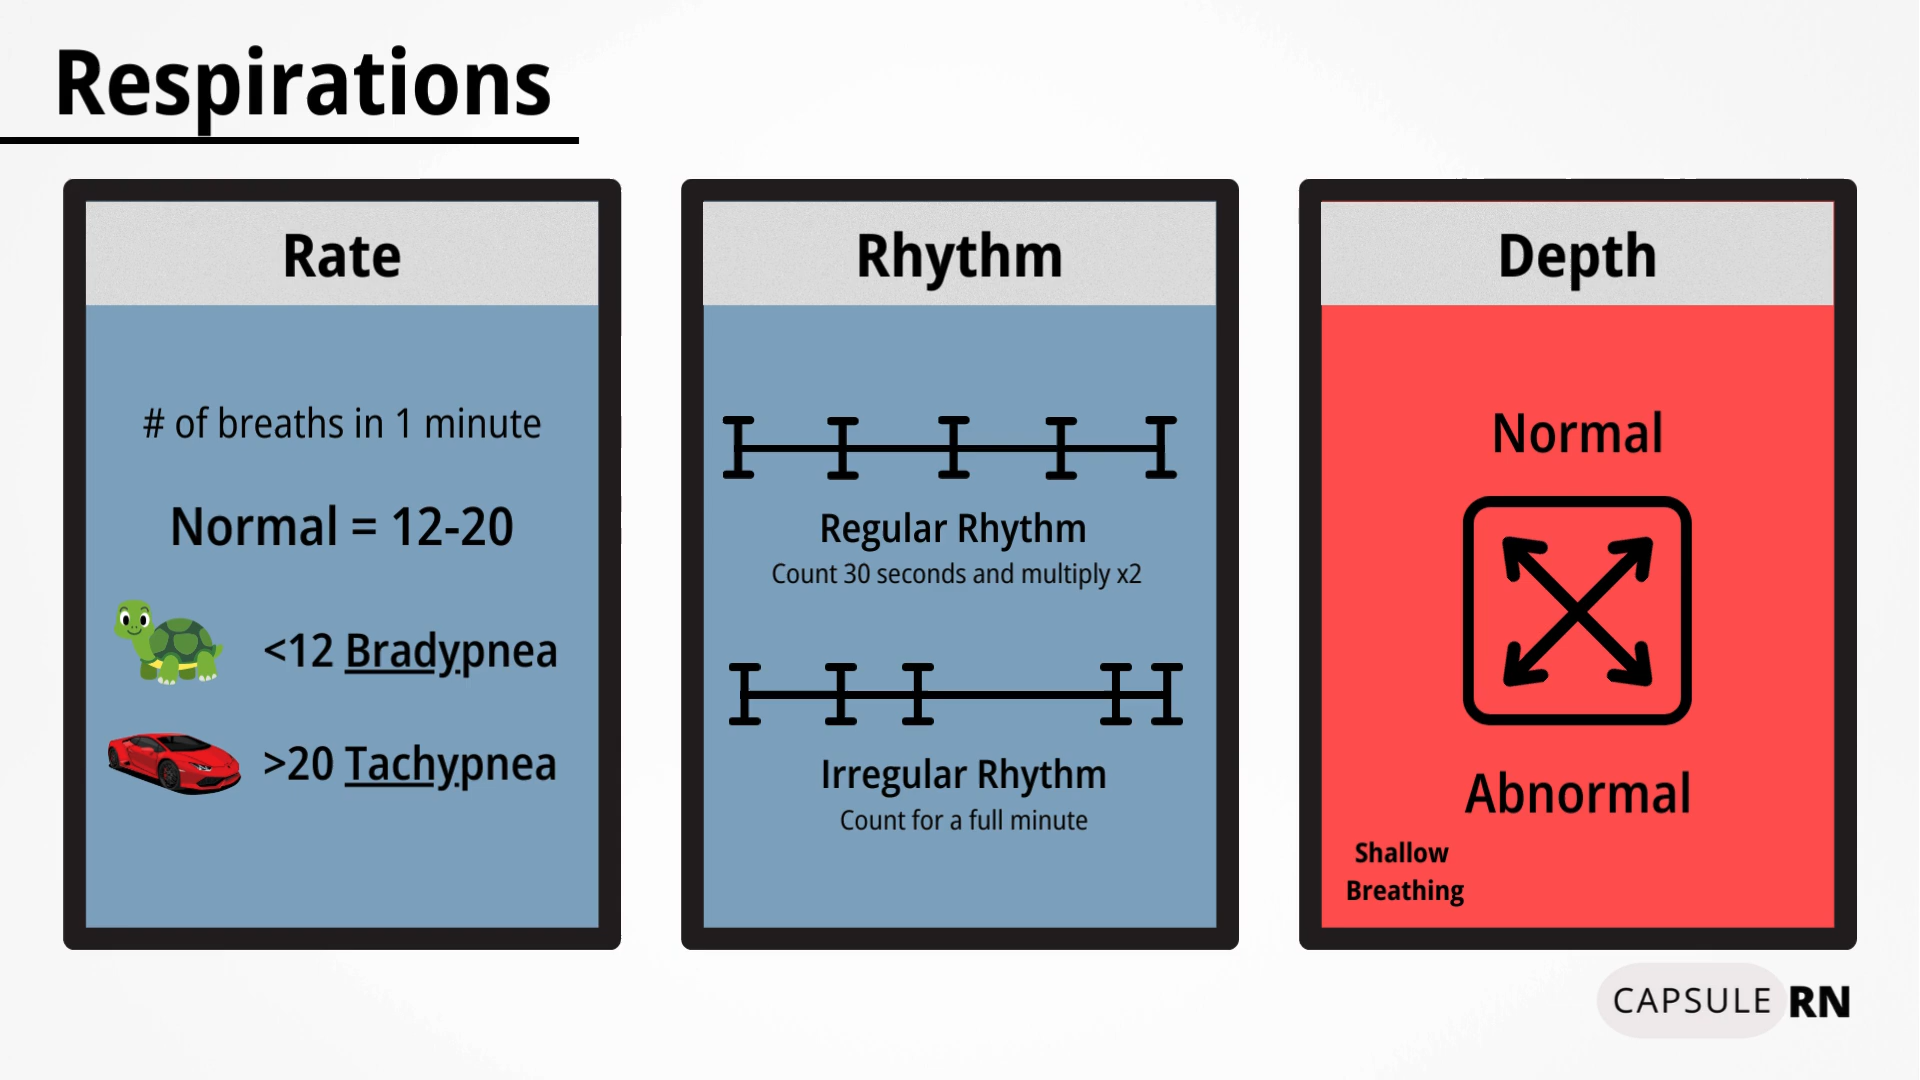 Respirations
Rate
# of breaths in 1 minute
Normal = 12-20
<12 Bradypnea
>20 Tachypnea
Rhythm
Regular Rhythm
Count 30 seconds and multiply x2
Irregular Rhythm
Count for a full minute
Depth
Normal
Abnormal
Shallow
Breathing
CAPSULE RN